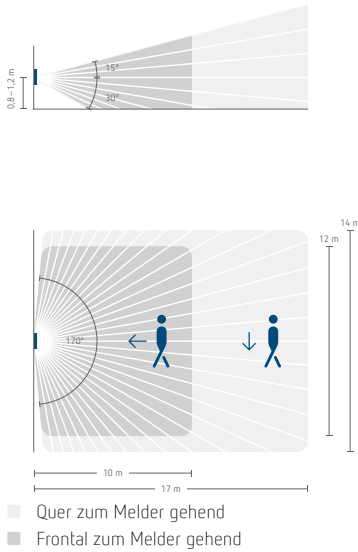 15°
30°
0,8–1,2 m
14 m
12 m
170°
10 m
17 m
Quer zum Melder gehend
Frontal zum Melder gehend